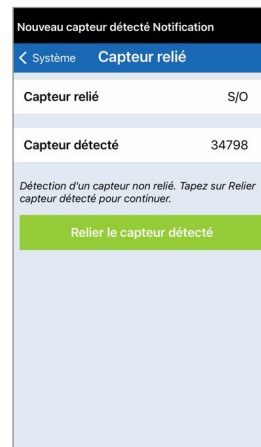 Nouveau capteur détecté Notification
Système Capteur relié
Capteur relié S/O
Capteur détecté 34798
Détection d'un capteur non relié. Tapez sur Relier
capteur détecté pour continuer.
Relier le capteur détecté